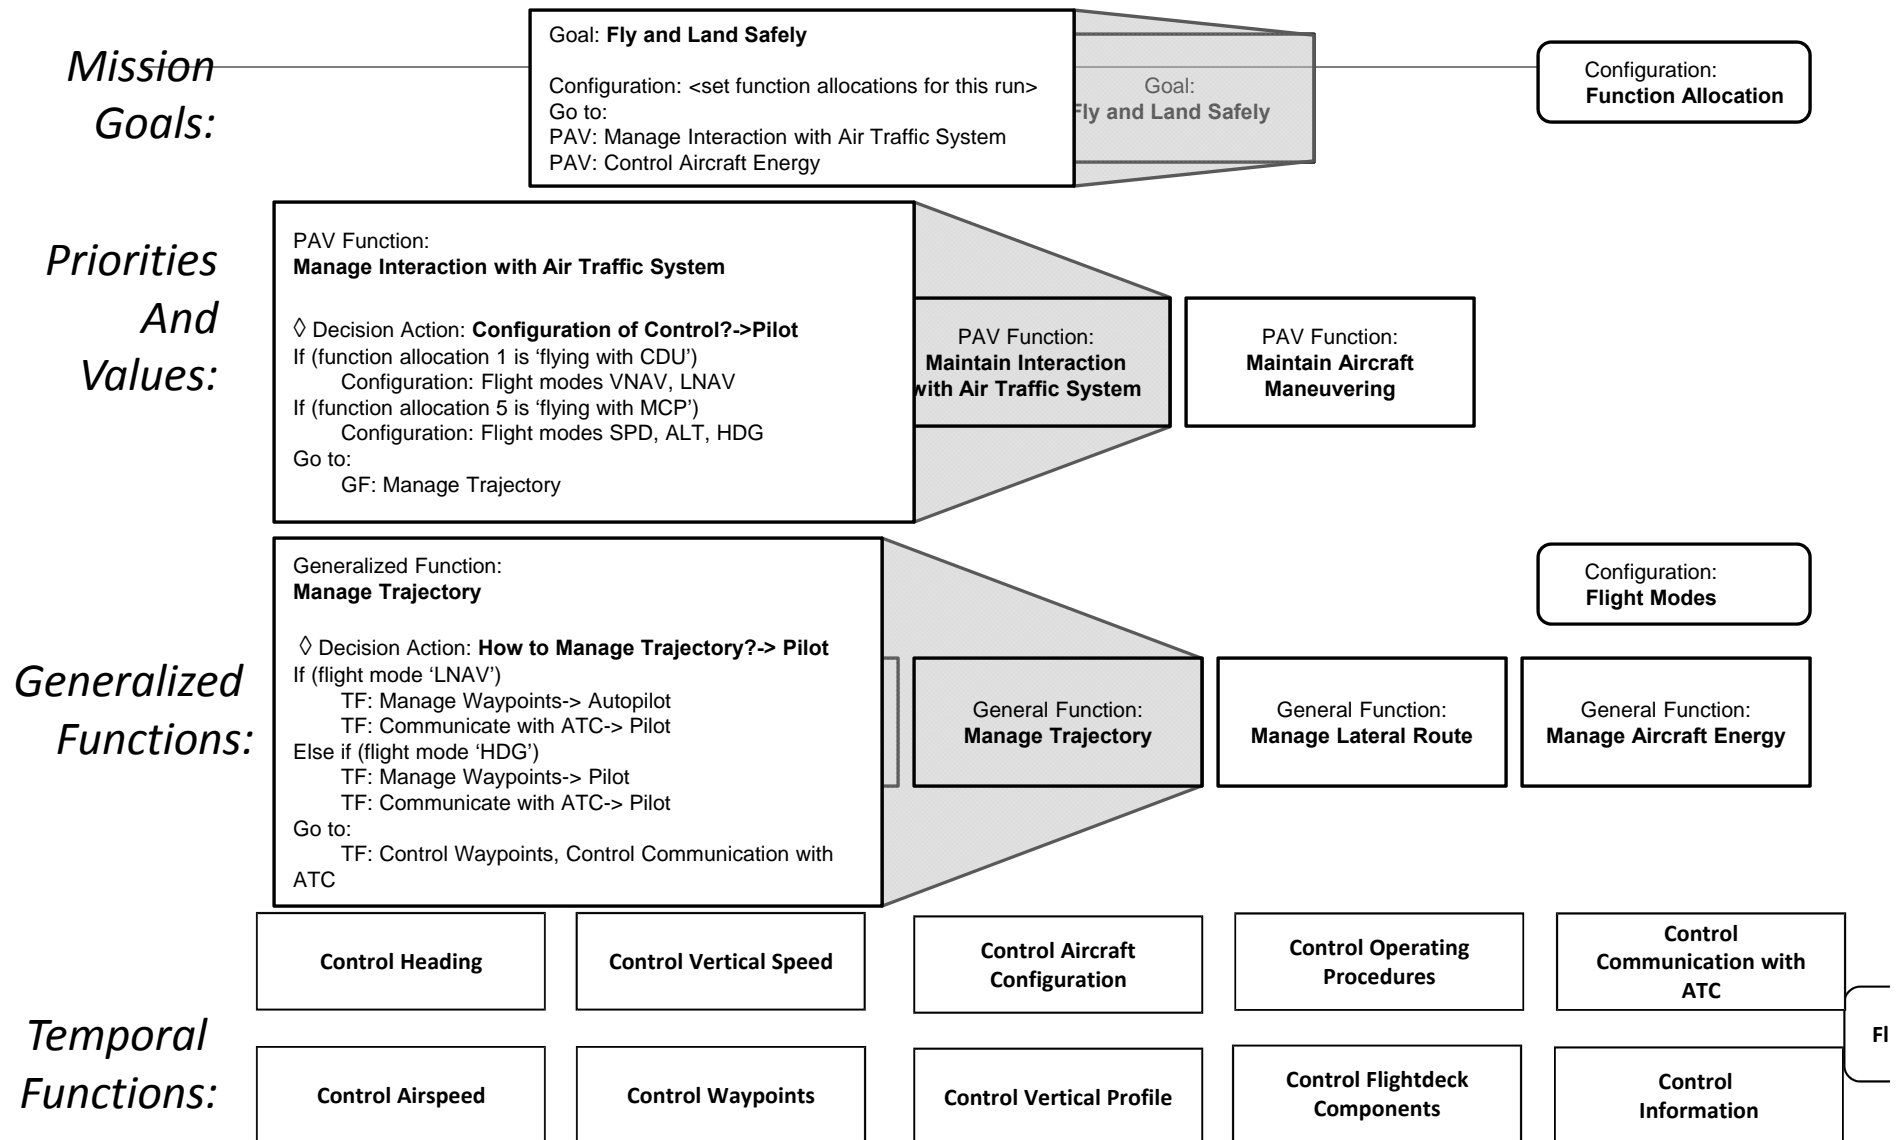 Mission
Goals:
Goal: Fly and Land Safely
Configuration: <set function allocations for this run>
Go to:
PAV: Manage Interaction with Air Traffic System
PAV: Control Aircraft Energy
Goal:
Fly and Land Safely
Configuration:
Function Allocation
Priorities
And
Values:
PAV Function:
Manage Interaction with Air Traffic System
◊ Decision Action: Configuration of Control?->Pilot
If (function allocation 1 is ‘flying with CDU’)
Configuration: Flight modes VNAV, LNAV
If (function allocation 5 is ‘flying with MCP’)
Configuration: Flight modes SPD, ALT, HDG
Go to:
GF: Manage Trajectory
PAV Function:
Maintain Interaction
with Air Traffic System
PAV Function:
Maintain Aircraft
Maneuvering
Generalized
Functions:
Generalized Function:
Manage Trajectory
◊ Decision Action: How to Manage Trajectory?-> Pilot
If (flight mode ‘LNAV’)
TF: Manage Waypoints-> Autopilot
TF: Communicate with ATC-> Pilot
Else if (flight mode ‘HDG’)
TF: Manage Waypoints-> Pilot
TF: Communicate with ATC-> Pilot
Go to:
TF: Control Waypoints, Control Communication with
ATC
Configuration:
Flight Modes
General Function:
Manage Trajectory
General Function:
Manage Lateral Route
General Function:
Manage Aircraft Energy
Temporal
Functions:
Control Heading
Control Vertical Speed
Control Aircraft
Configuration
Control Operating
Procedures
Control
Communication with
ATC
Control Airspeed
Control Waypoints
Control Vertical Profile
Control Flightdeck
Components
Control
Information